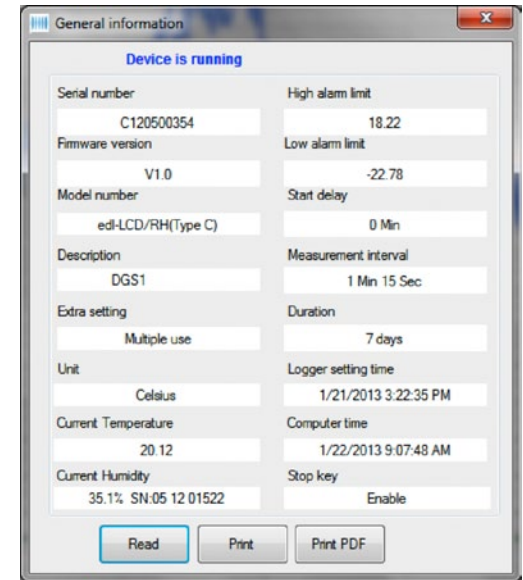 General information
Device is running
Serial number
C120500354
Firmware version
V1.0
Model number
edl-LCD/RH(Type C)
Description
DGS1
Extra setting
Multiple use
Unit
Celsius
Current Temperature
20.12
Current Humidity
35.1% SN:05 12 01522
High alarm limit
18.22
Low alarm limit
-22.78
Start delay
0 Min
Measurement interval
1 Min 15 Sec
Duration
7 days
Logger setting time
1/21/2013 3:22:35 PM
Computer time
1/22/2013 9:07:48 AM
Stop key
Enable
Read
Print
Print PDF